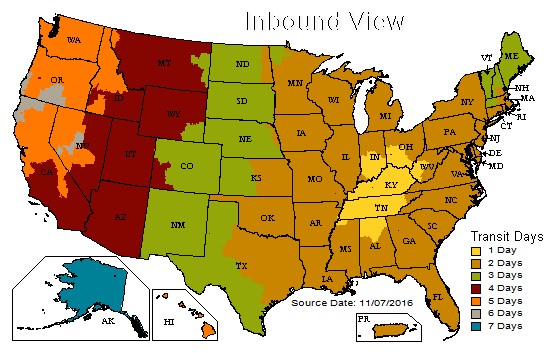 Inbound View
WA
MT
ND
MN
VT
ME
OR
ID
WY
SD
WI
MI
NY
NH
MA
RI
CT
NV
UT
CO
NE
IA
IL
IN
OH
PA
NJ
DE
MD
CA
AZ
NM
KS
MO
KY
WV
VA
OK
AR
TN
NC
TX
LA
MS
AL
GA
SC
FL
AK
HI
PR
Source Date: 11/07/2016
Transit Days
1 Day
2 Days
3 Days
4 Days
5 Days
6 Days
7 Days